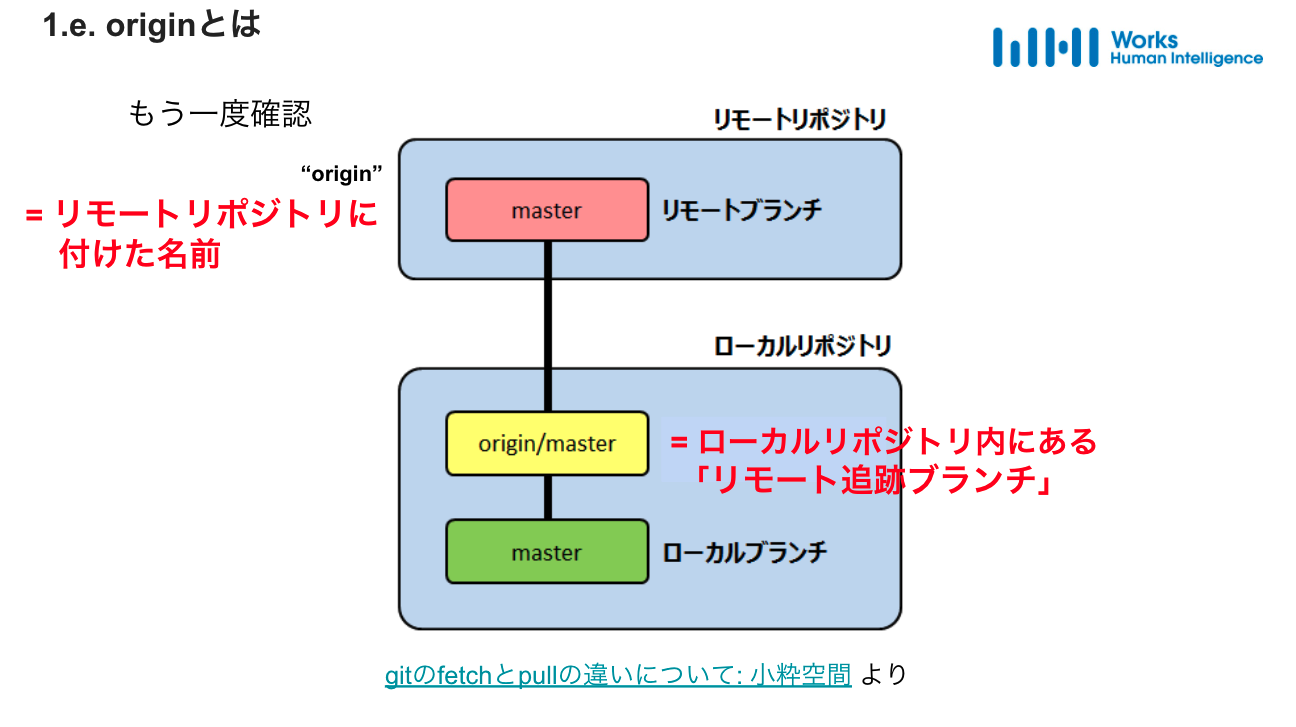 1.e. originとは
Works
Human Intelligence
もう一度確認
リモートリポジトリ
“origin”
= リモートリポジトリに
付けた名前
master
リモートブランチ
ローカルリポジトリ
origin/master
= ローカルリポジトリ内にある
「リモート追跡ブランチ」
master
ローカルブランチ
gitのfetchとpullの違いについて: 小粋空間 より